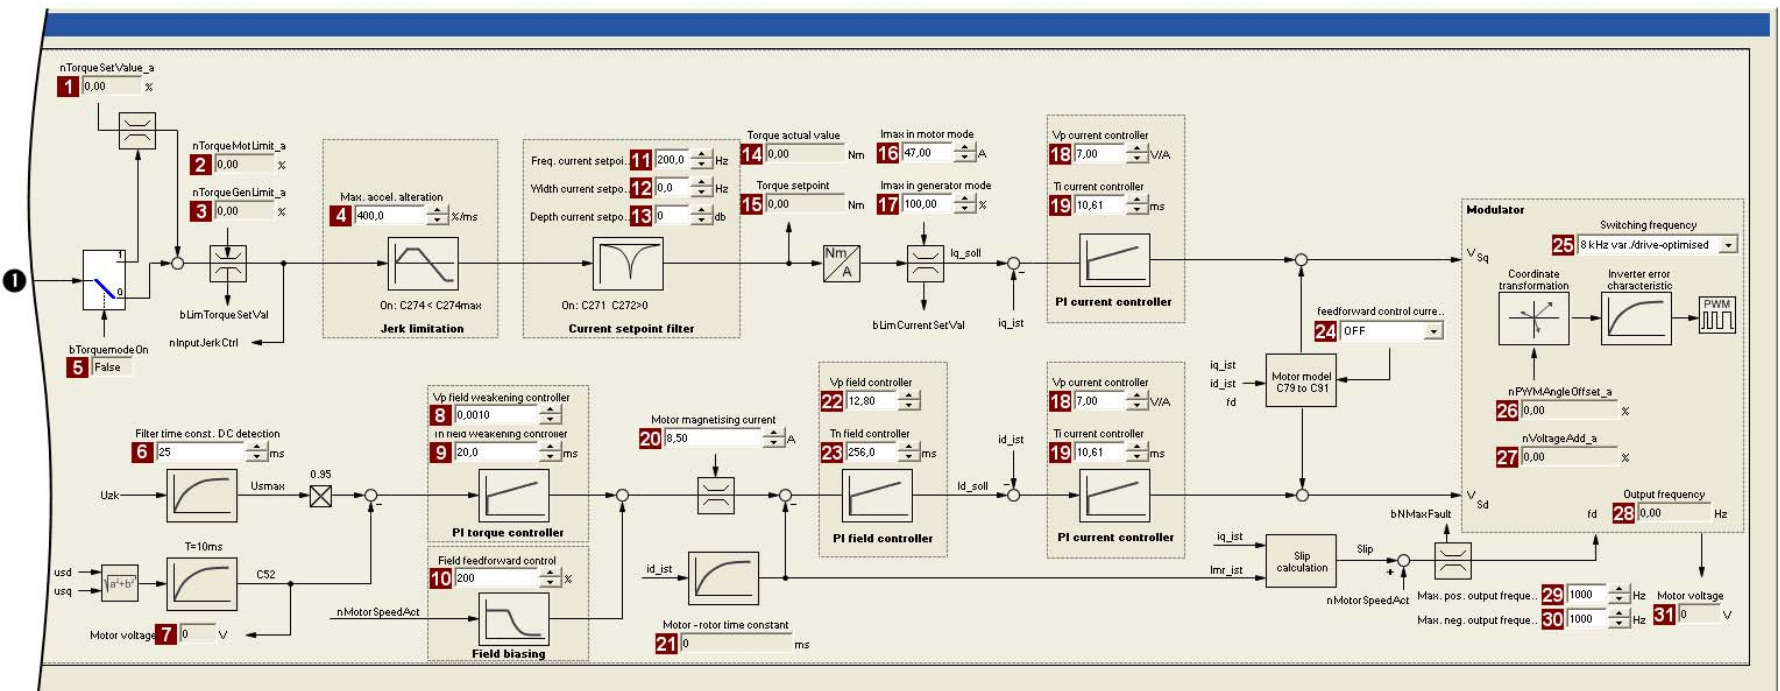 nTorqueSetValue_a
1 0,00 %
nTorqueMotLimit_a
2 0,00 %
nTorqueGenLimit_a
3 0,00 %
1
0
1
bLimTorqueSetVal
nInputJerkCtrl
bTorquemodeOn
5 False
Max. accel. alteration
4 400,0 %/ms
On: C274 < C274max
Jerk limitation
Freq. current setpoi.. 11 200,0 Hz
Width current setpo.. 12 0,0 Hz
Depth current setpo.. 13 0 db
On: C271 C272>0
Current setpoint filter
Torque actual value
14 0,00 Nm
Torque setpoint
15 0,00 Nm
Nm
A
Imax in motor mode
16 47,00 A
Imax in generator mode
17 100,00 %
Iq_soll
bLimCurrentSetVal
iq_ist
Vp current controller
18 7,00 V/A
Ti current controller
19 10,61 ms
PI current controller
feedforward control curre..
24 OFF
iq_ist
id_ist
fd
Motor model
C79 to C91
Modulator
Switching frequency
25 8 kHz var./drive-optimised
VSq
Coordinate
transformation
Inverter error
characteristic
PWM
nPWMAngleOffset_a
26 0,00 %
nVoltageAdd_a
27 0,00 %
VSd
Output frequency
fd 28 0,00 Hz
Filter time const. DC detection
6 25 ms
Uzk
Usmax
0.95
T=10ms
usd
usq
√a²+b²
C52
Motor voltage 7 0 V
Vp field weakening controller
8 0,0010
Tn field weakening controller
9 20,0 ms
PI torque controller
Field feedforward control
10 200 %
nMotorSpeedAct
Field biasing
Motor magnetising current
20 8,50 A
id_ist
Motor -rotor time constant
21 0 ms
Vp field controller
22 12,80
Tn field controller
23 256,0 ms
PI field controller
Id_soll
id_ist
Vp current controller
18 7,00 V/A
Ti current controller
19 10,61 ms
PI current controller
iq_ist
Imr_ist
Slip
calculation
Slip
nMotorSpeedAct
bNMaxFault
Max. pos. output freque.. 29 1000 Hz
Max. neg. output freque.. 30 1000 Hz
Motor voltage
31 0 V